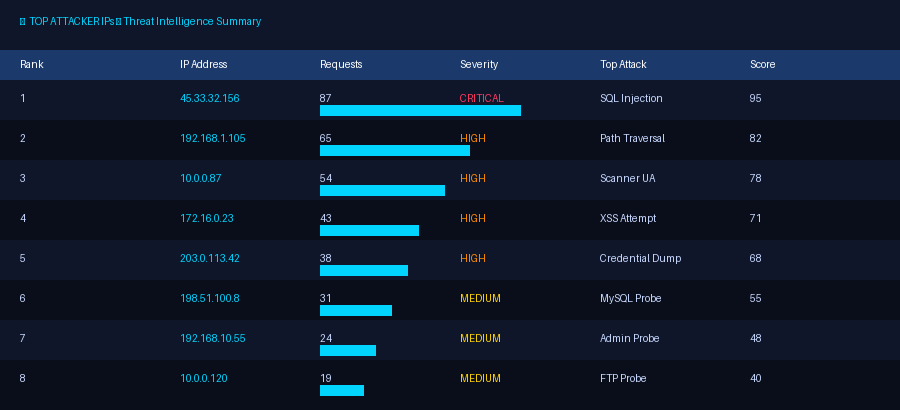 TOP ATTACKER IPs Threat Intelligence Summary
Rank IP Address Requests Severity Top Attack Score
1 45.33.32.156 87 CRITICAL SQL Injection 95
2 192.168.1.105 65 HIGH Path Traversal 82
3 10.0.0.87 54 HIGH Scanner UA 78
4 172.16.0.23 43 HIGH XSS Attempt 71
5 203.0.113.42 38 HIGH Credential Dump 68
6 198.51.100.8 31 MEDIUM MySQL Probe 55
7 192.168.10.55 24 MEDIUM Admin Probe 48
8 10.0.0.120 19 MEDIUM FTP Probe 40